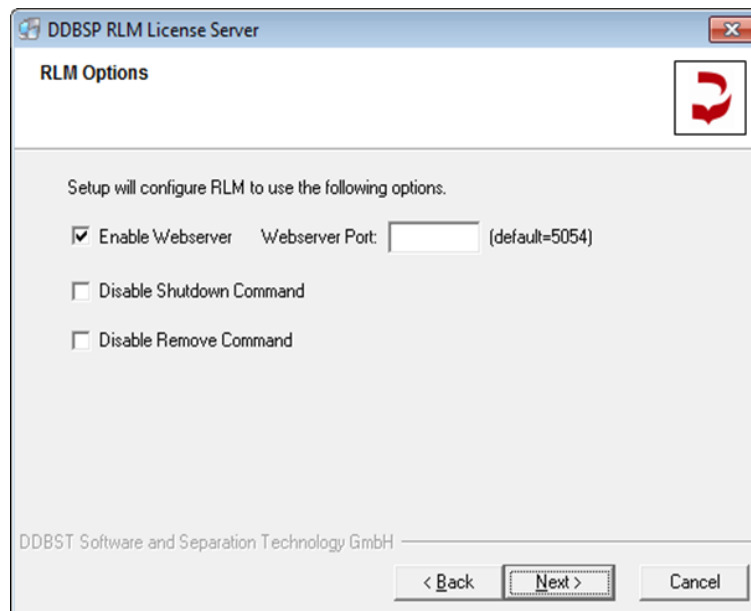 DDBSP RLM License Server
RLM Options
Setup will configure RLM to use the following options.
Enable Webserver Webserver Port: (default=5054)
Disable Shutdown Command
Disable Remove Command
DDBST Software and Separation Technology GmbH
< Back Next > Cancel